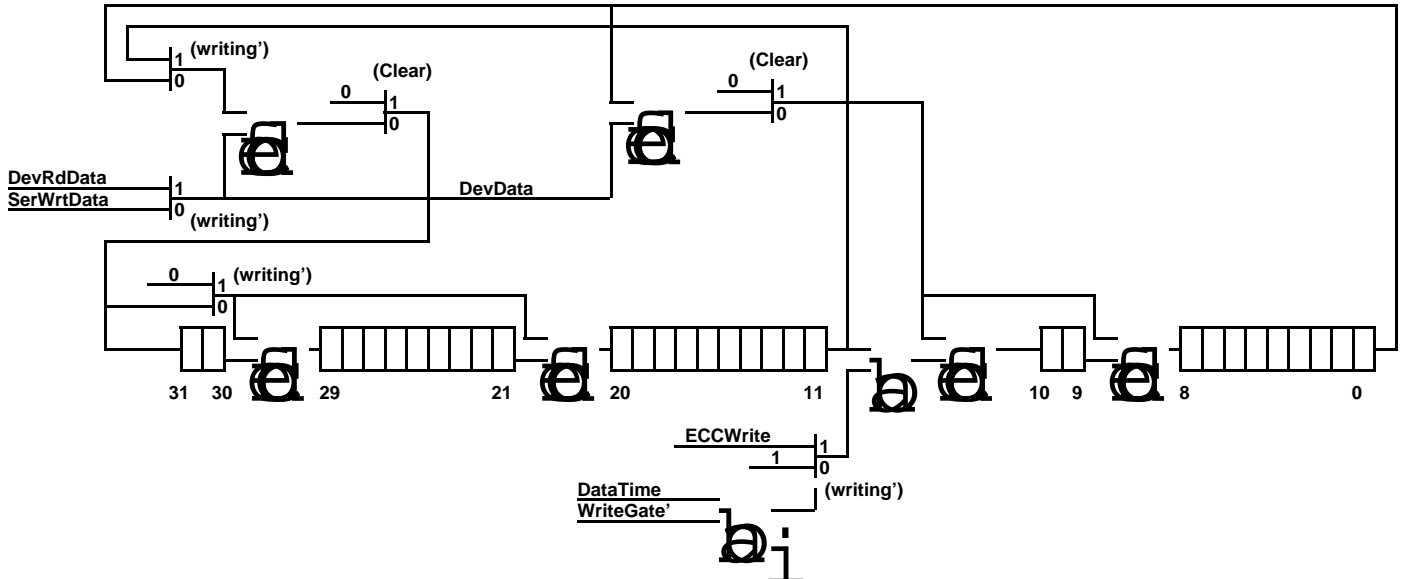 (writing’)
1
0
(Clear)
0
1
0
(Clear)
0
1
0
e
e
DevRdData
SerWrtData
1
0
(writing’)
DevData
0
(writing’)
1
0
e
e
a
e
e
31 30 29 21 20 11 10 9 8 0
ECCWrite
1
1
0
(writing’)
DataTime
WriteGate’
a